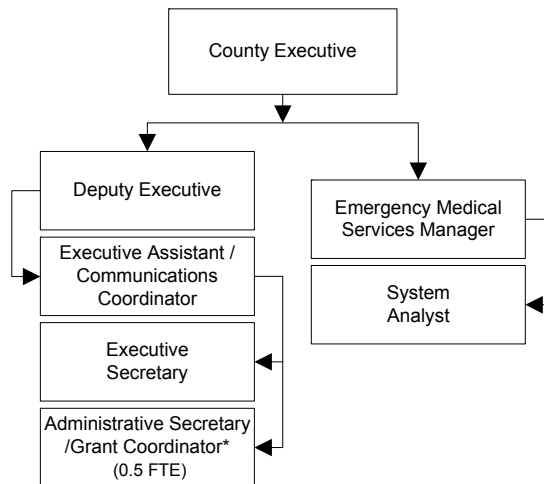 County Executive
Deputy Executive
Emergency Medical
Services Manager
Executive Assistant /
Communications
Coordinator
System
Analyst
Executive
Secretary
Administrative Secretary
/Grant Coordinator*
(0.5 FTE)